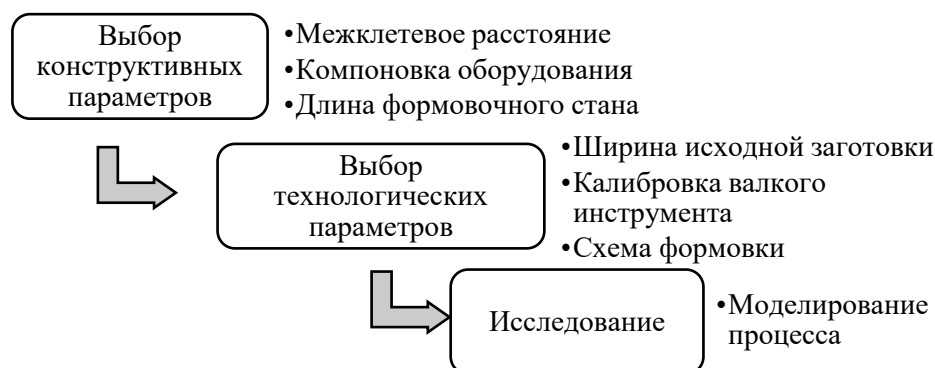 Выбор
конструктивных
параметров
•Межклетевое расстояние
•Компоновка оборудования
•Длина формовочного стана
Выбор
технологических
параметров
•Ширина исходной заготовки
•Калибровка валкого
инструмента
•Схема формовки
Исследование
•Моделирование
процесса